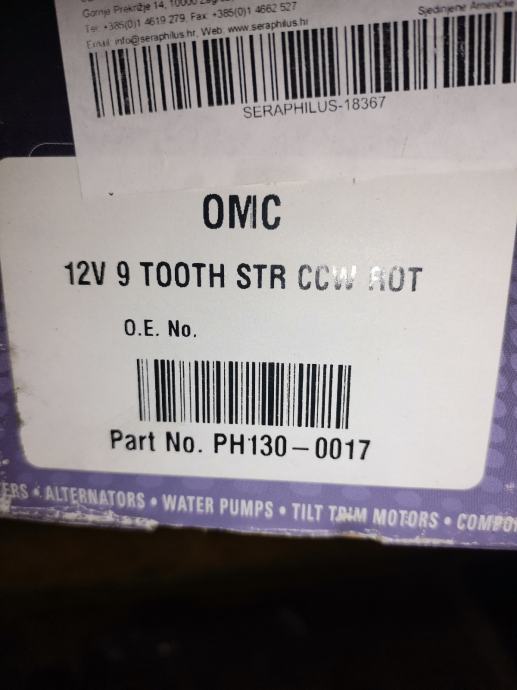 Gornje Prekrižje 14, 10000
Tel: +385(0)1 4619 279, Fax: +385(0)1 4662 527
Email: info@seraphilus.hr, Web: www.seraphilus.hr
Sjedinjene Američke
SERAPHILUS-18367
OMC
12V 9 TOOTH STR CCW ROT
O.E. No.
Part No. PH130-0017
ERS • ALTERNATORS • WATER PUMPS • TILT TRIM MOTORS • COMPO